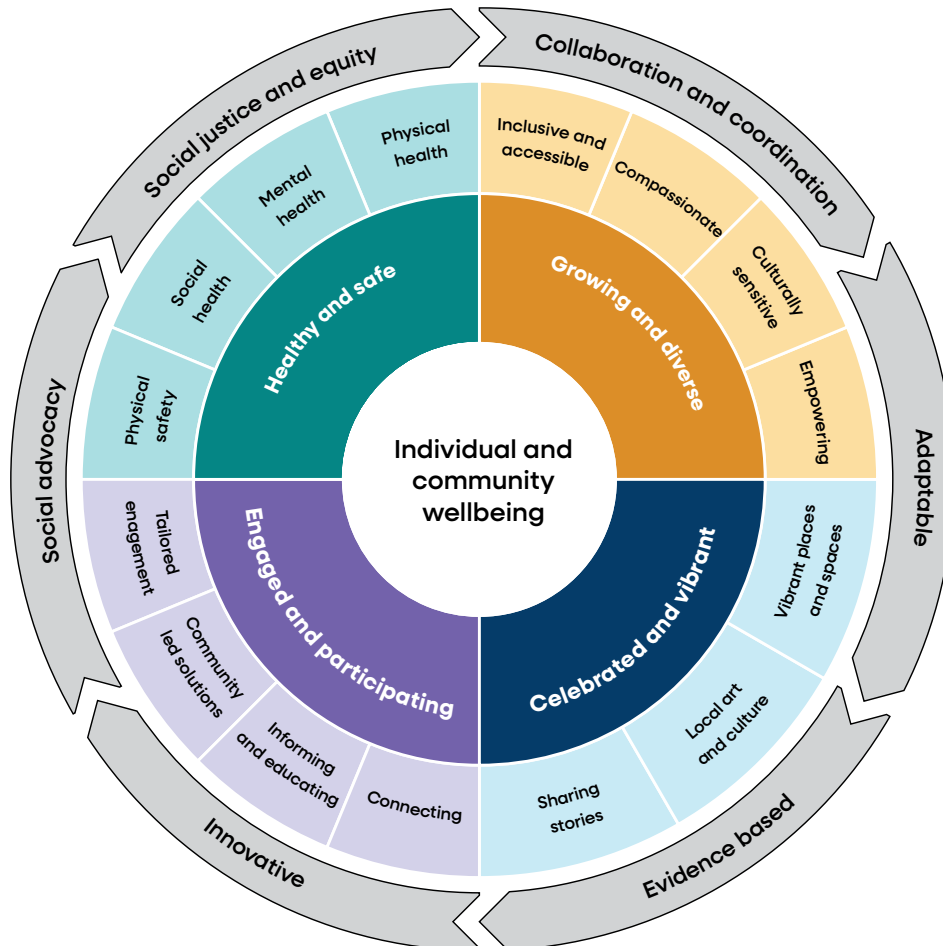 Social justice and equity
Collaboration and coordination
Adaptable
Evidence based
Innovative
Social advocacy
Healthy and safe
Physical
safety
Social
health
Mental
health
Physical
health
Growing and diverse
Inclusive and
accessible
Compassionate
Culturally
sensitive
Empowering
Individual and
community
wellbeing
Celebrated and vibrant
Vibrant places
and spaces
Local art
and culture
Sharing
stories
Engaged and participating
Connecting
Informing
and educating
Community
led solutions
Tailored
enagement